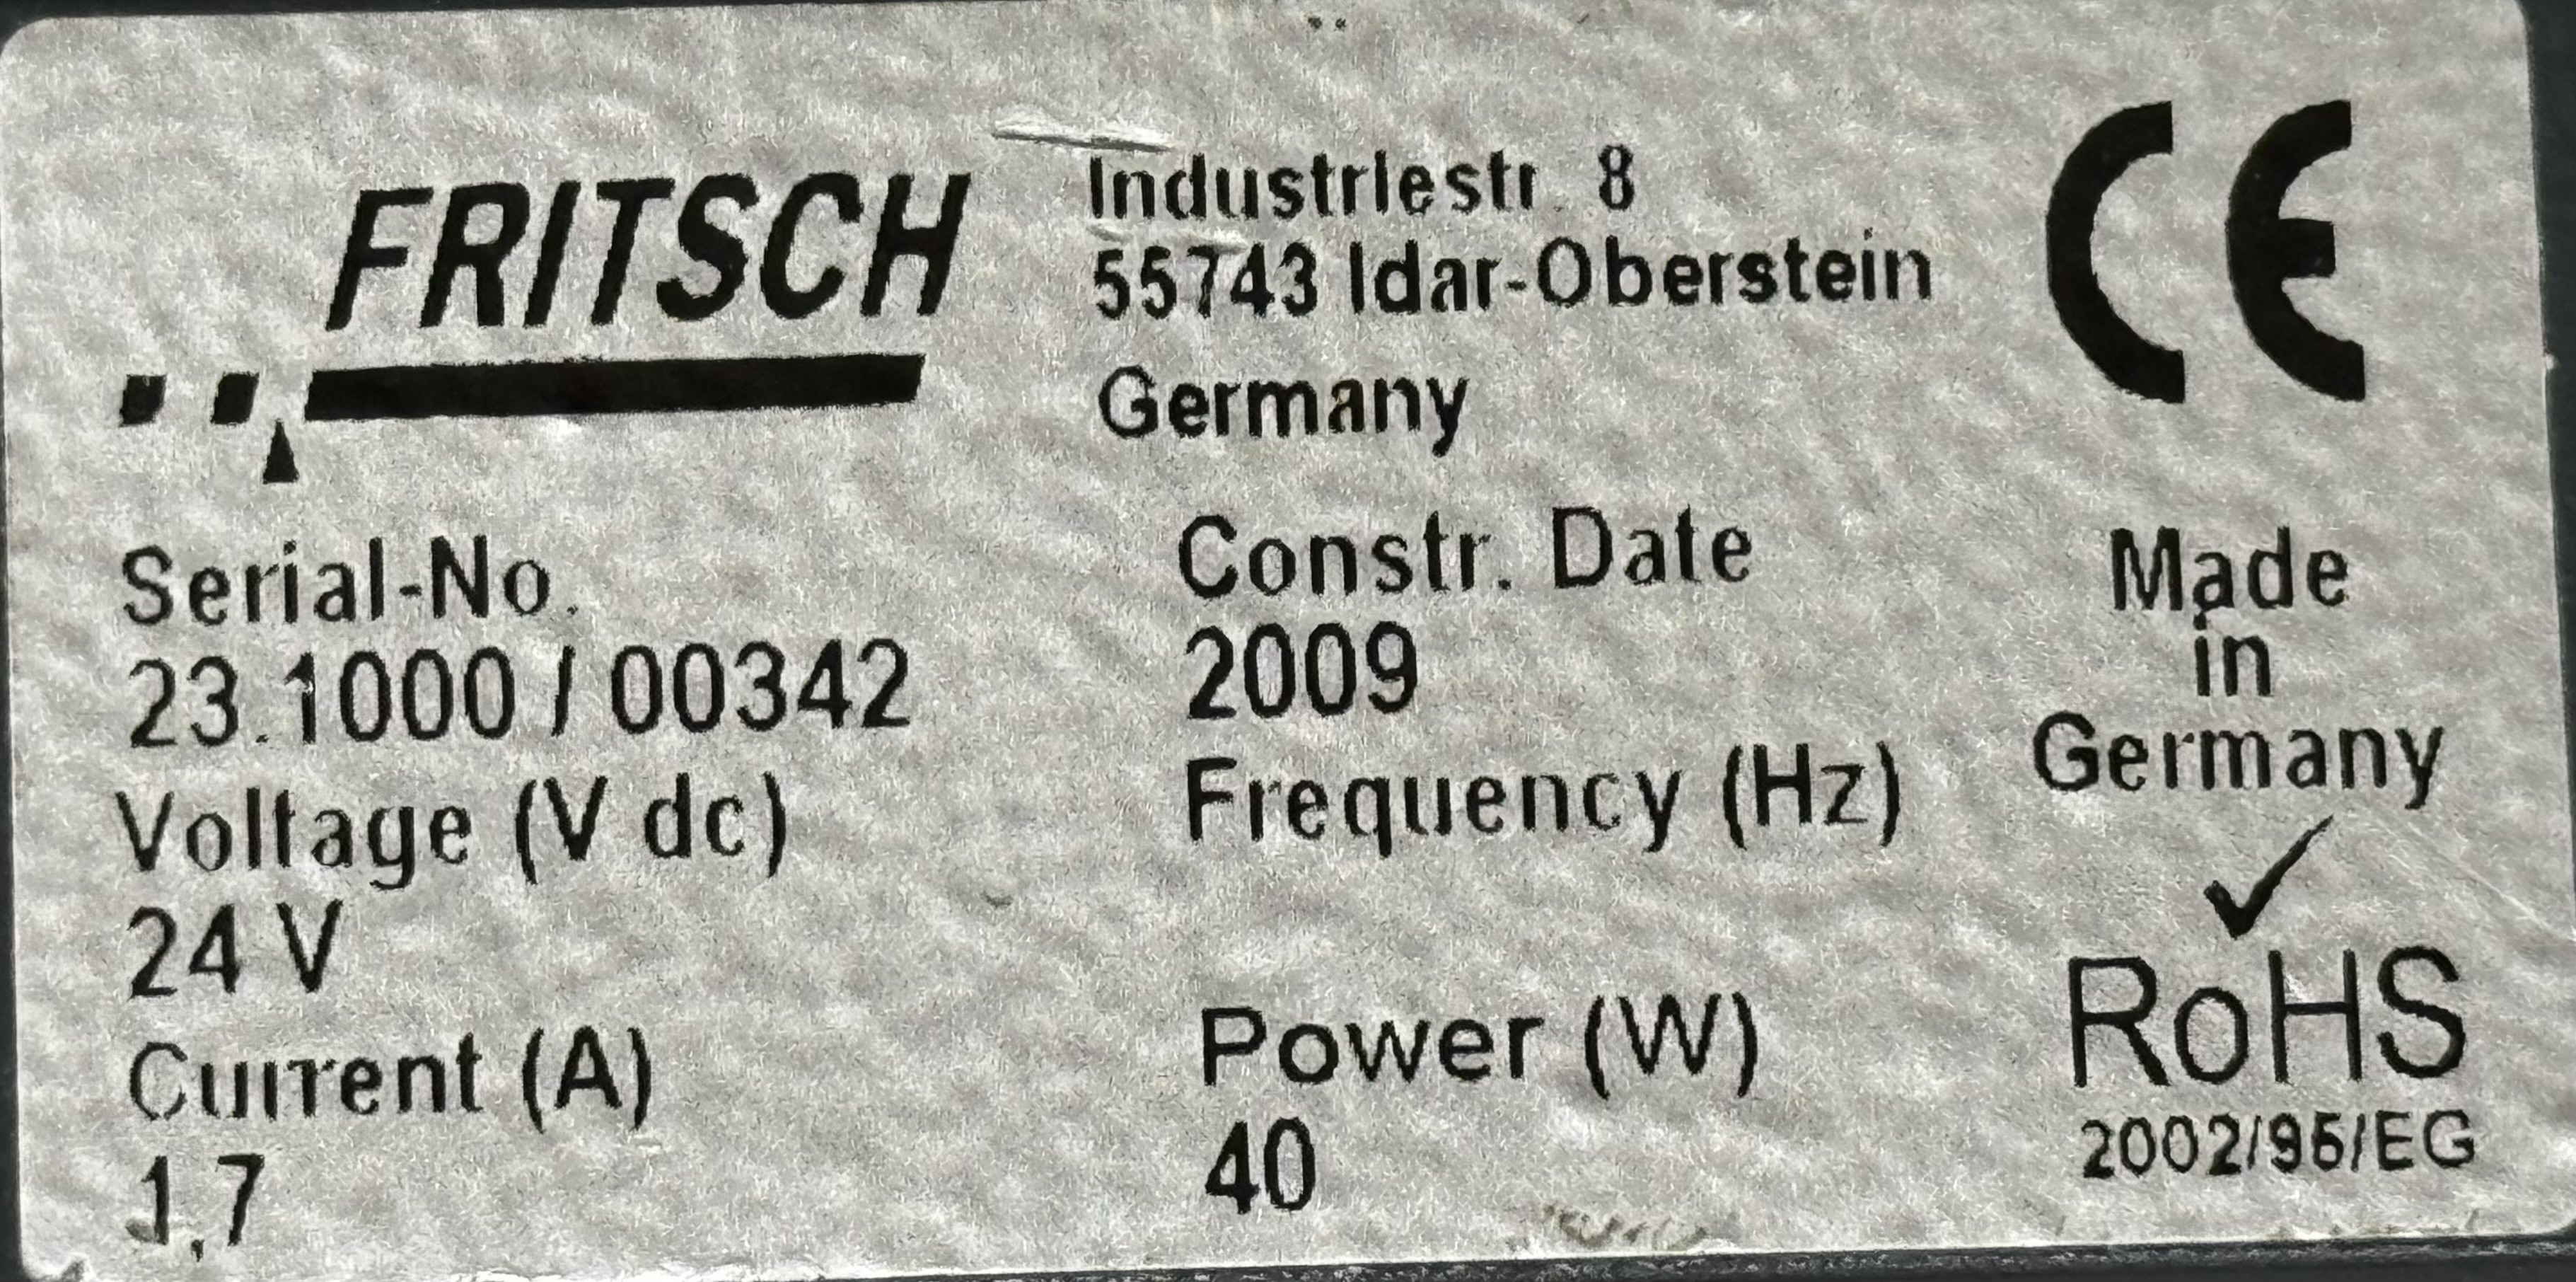 FRITSCH
Industriestr. 8
55743 Idar-Oberstein
Germany
CE
Serial-No.
23.1000 / 00342
Constr. Date
2009
Made
in
Germany
Voltage (V dc)
24 V
Frequency (Hz)
Current (A)
1,7
Power (W)
40
RoHS
2002/95/EG